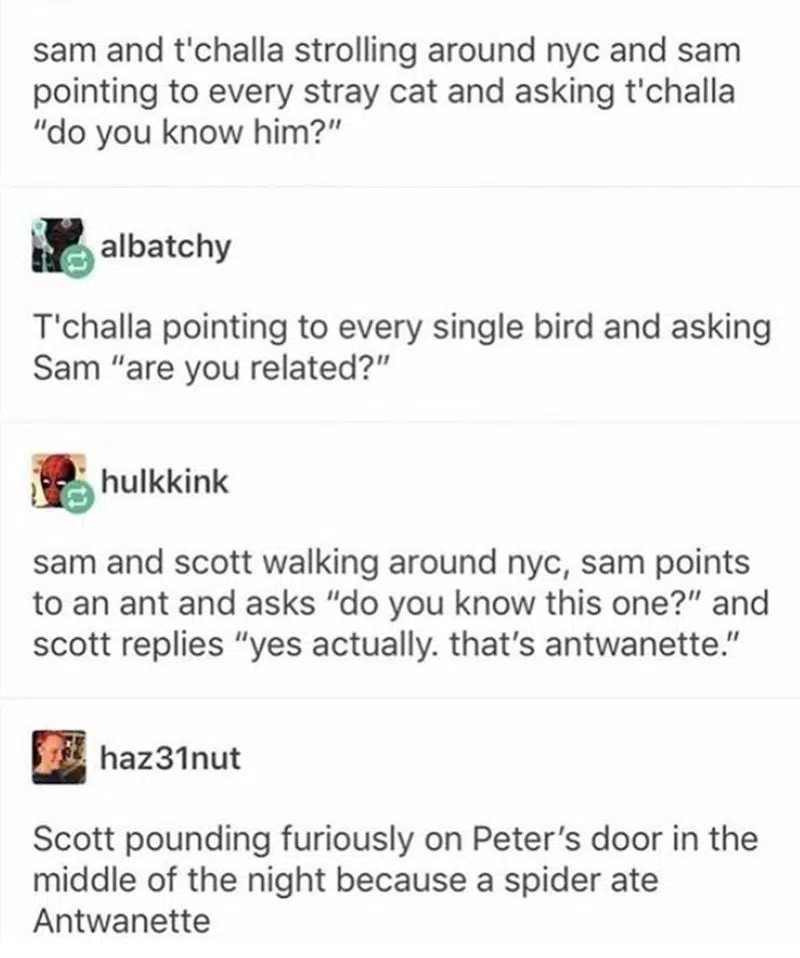 sam and t'challa strolling around nyc and sam
pointing to every stray cat and asking t'challa
"do you know him?"
albatchy
T'challa pointing to every single bird and asking
Sam "are you related?"
hulkkink
sam and scott walking around nyc, sam points
to an ant and asks "do you know this one?" and
scott replies "yes actually. that's antwanette."
haz31nut
Scott pounding furiously on Peter's door in the
middle of the night because a spider ate
Antwanette